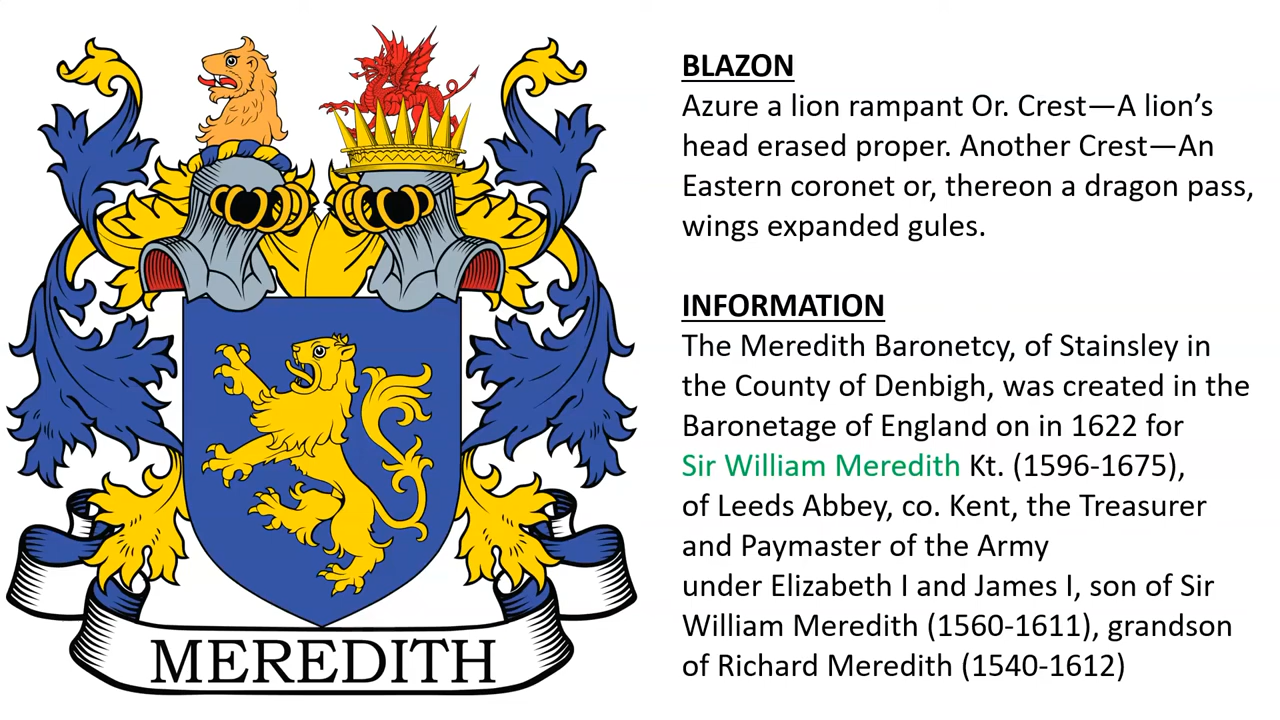 BLAZON
Azure a lion rampant Or. Crest—A lion’s
head erased proper. Another Crest—An
Eastern coronet or, thereon a dragon pass,
wings expanded gules.
INFORMATION
The Meredith Baronetcy, of Stainsley in
the County of Denbigh, was created in the
Baronetage of England on in 1622 for
Sir William Meredith Kt. (1596-1675),
of Leeds Abbey, co. Kent, the Treasurer
and Paymaster of the Army
under Elizabeth I and James I, son of Sir
William Meredith (1560-1611), grandson
of Richard Meredith (1540-1612)
MEREDITH